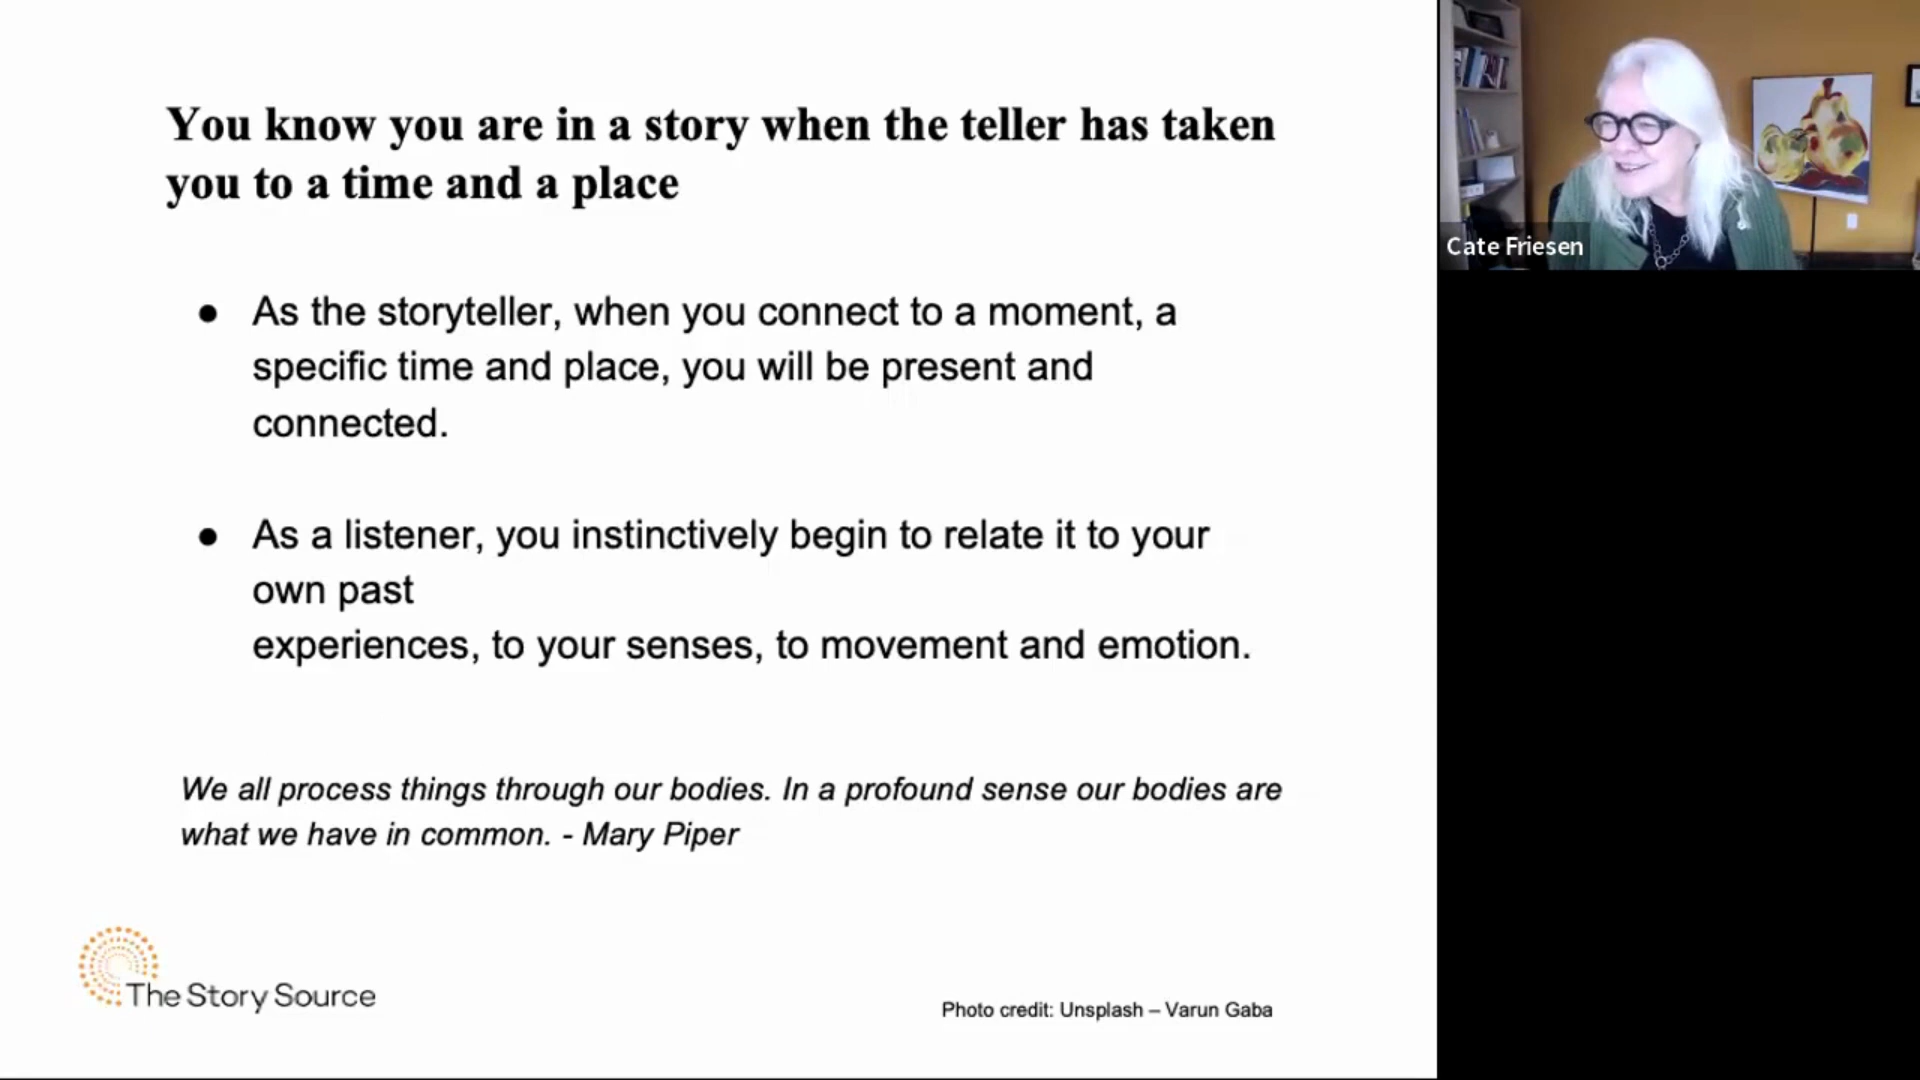 You know you are in a story when the teller has taken
you to a time and a place
● As the storyteller, when you connect to a moment, a
specific time and place, you will be present and
connected.
● As a listener, you instinctively begin to relate it to your
own past
experiences, to your senses, to movement and emotion.
We all process things through our bodies. In a profound sense our bodies are
what we have in common. - Mary Piper
The Story Source
Photo credit: Unsplash – Varun Gaba
Cate Friesen